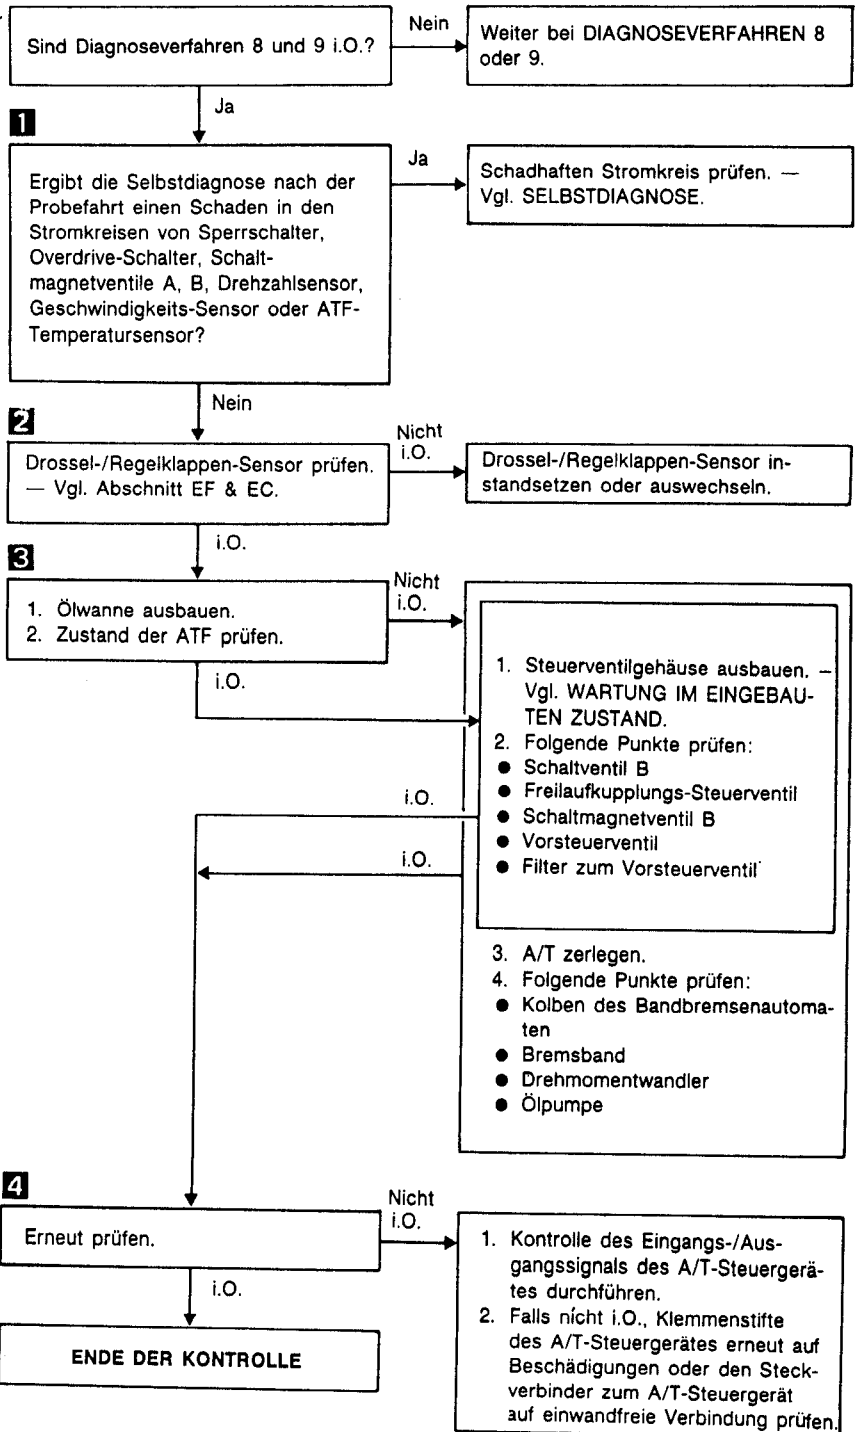 Sind Diagnoseverfahren 8 und 9 i.O.?
Nein
Weiter bei DIAGNOSEVERFAHREN 8
oder 9.
Ja
1
Ergibt die Selbstdiagnose nach der
Probefahrt einen Schaden in den
Stromkreisen von Sperrschalter,
Overdrive-Schalter, Schalt-
magnetventile A, B, Drehzahlsensor,
Geschwindigkeits-Sensor oder ATF-
Temperatursensor?
Ja
Schadhaften Stromkreis prüfen. —
Vgl. SELBSTDIAGNOSE.
Nein
2
Drossel-/Regelklappen-Sensor prüfen.
— Vgl. Abschnitt EF & EC.
Nicht
i.O.
Drossel-/Regelklappen-Sensor in-
standsetzen oder auswechseln.
i.O.
3
1. Ölwanne ausbauen.
2. Zustand der ATF prüfen.
Nicht
i.O.
i.O.
1. Steuerventilgehäuse ausbauen. —
Vgl. WARTUNG IM EINGEBAU-
TEN ZUSTAND.
2. Folgende Punkte prüfen:
● Schaltventil B
● Freilaufkupplungs-Steuerventil
● Schaltmagnetventil B
● Vorsteuerventil
● Filter zum Vorsteuerventil
i.O.
i.O.
3. A/T zerlegen.
4. Folgende Punkte prüfen:
● Kolben des Bandbremsenautoma-
ten
● Bremsband
● Drehmomentwandler
● Ölpumpe
4
Erneut prüfen.
Nicht
i.O.
1. Kontrolle des Eingangs-/Aus-
gangssignals des A/T-Steuergerä-
tes durchführen.
2. Falls nicht i.O., Klemmenstifte
des A/T-Steuergerätes erneut auf
Beschädigungen oder den Steck-
verbinder zum A/T-Steuergerät
auf einwandfreie Verbindung prüfen.
i.O.
ENDE DER KONTROLLE